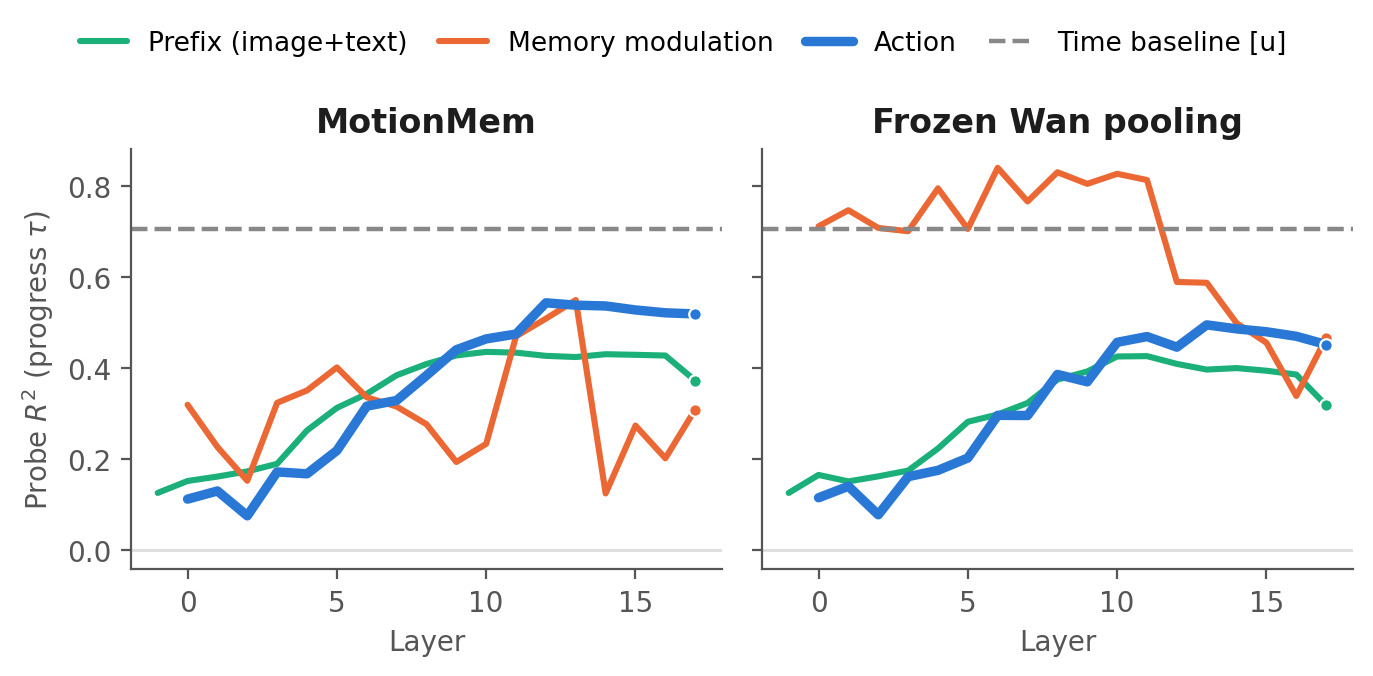 Prefix (image+text) Memory modulation Action Time baseline [u]
MotionMem Frozen Wan pooling
Probe R² (progress τ)
0.8
0.6
0.4
0.2
0.0
0 5 10 15 0 5 10 15
Layer Layer